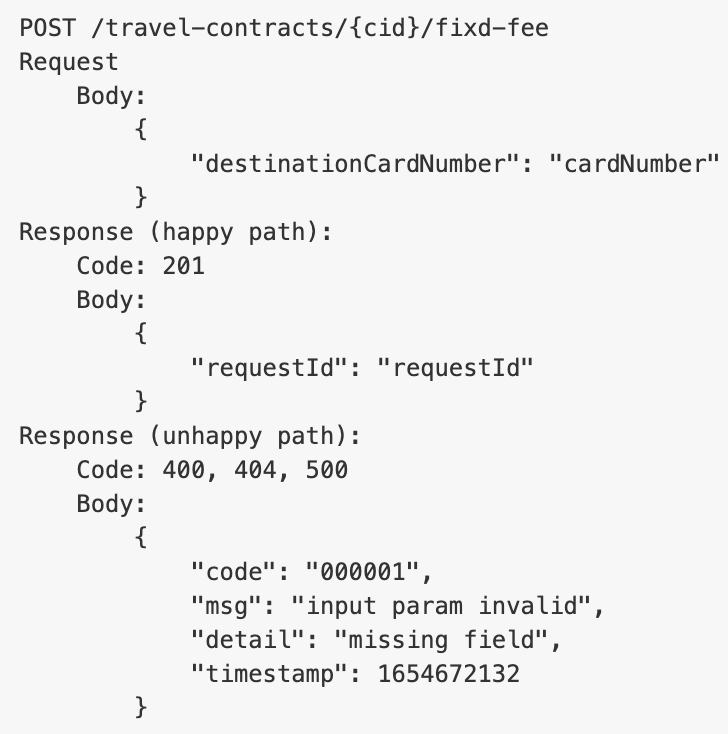 POST /travel-contracts/{cid}/fixd-fee
Request
    Body:
        {
            "destinationCardNumber": "cardNumber"
        }
Response (happy path):
    Code: 201
    Body:
        {
            "requestId": "requestId"
        }
Response (unhappy path):
    Code: 400, 404, 500
    Body:
        {
            "code": "000001",
            "msg": "input param invalid",
            "detail": "missing field",
            "timestamp": 1654672132
        }